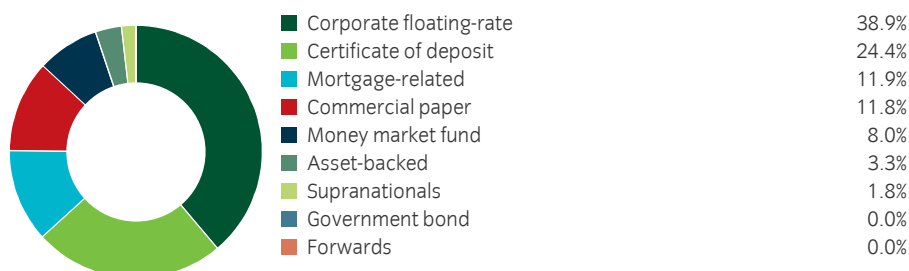 Corporate floating-rate 38.9%
Certificate of deposit 24.4%
Mortgage-related 11.9%
Commercial paper 11.8%
Money market fund 8.0%
Asset-backed 3.3%
Supranationals 1.8%
Government bond 0.0%
Forwards 0.0%